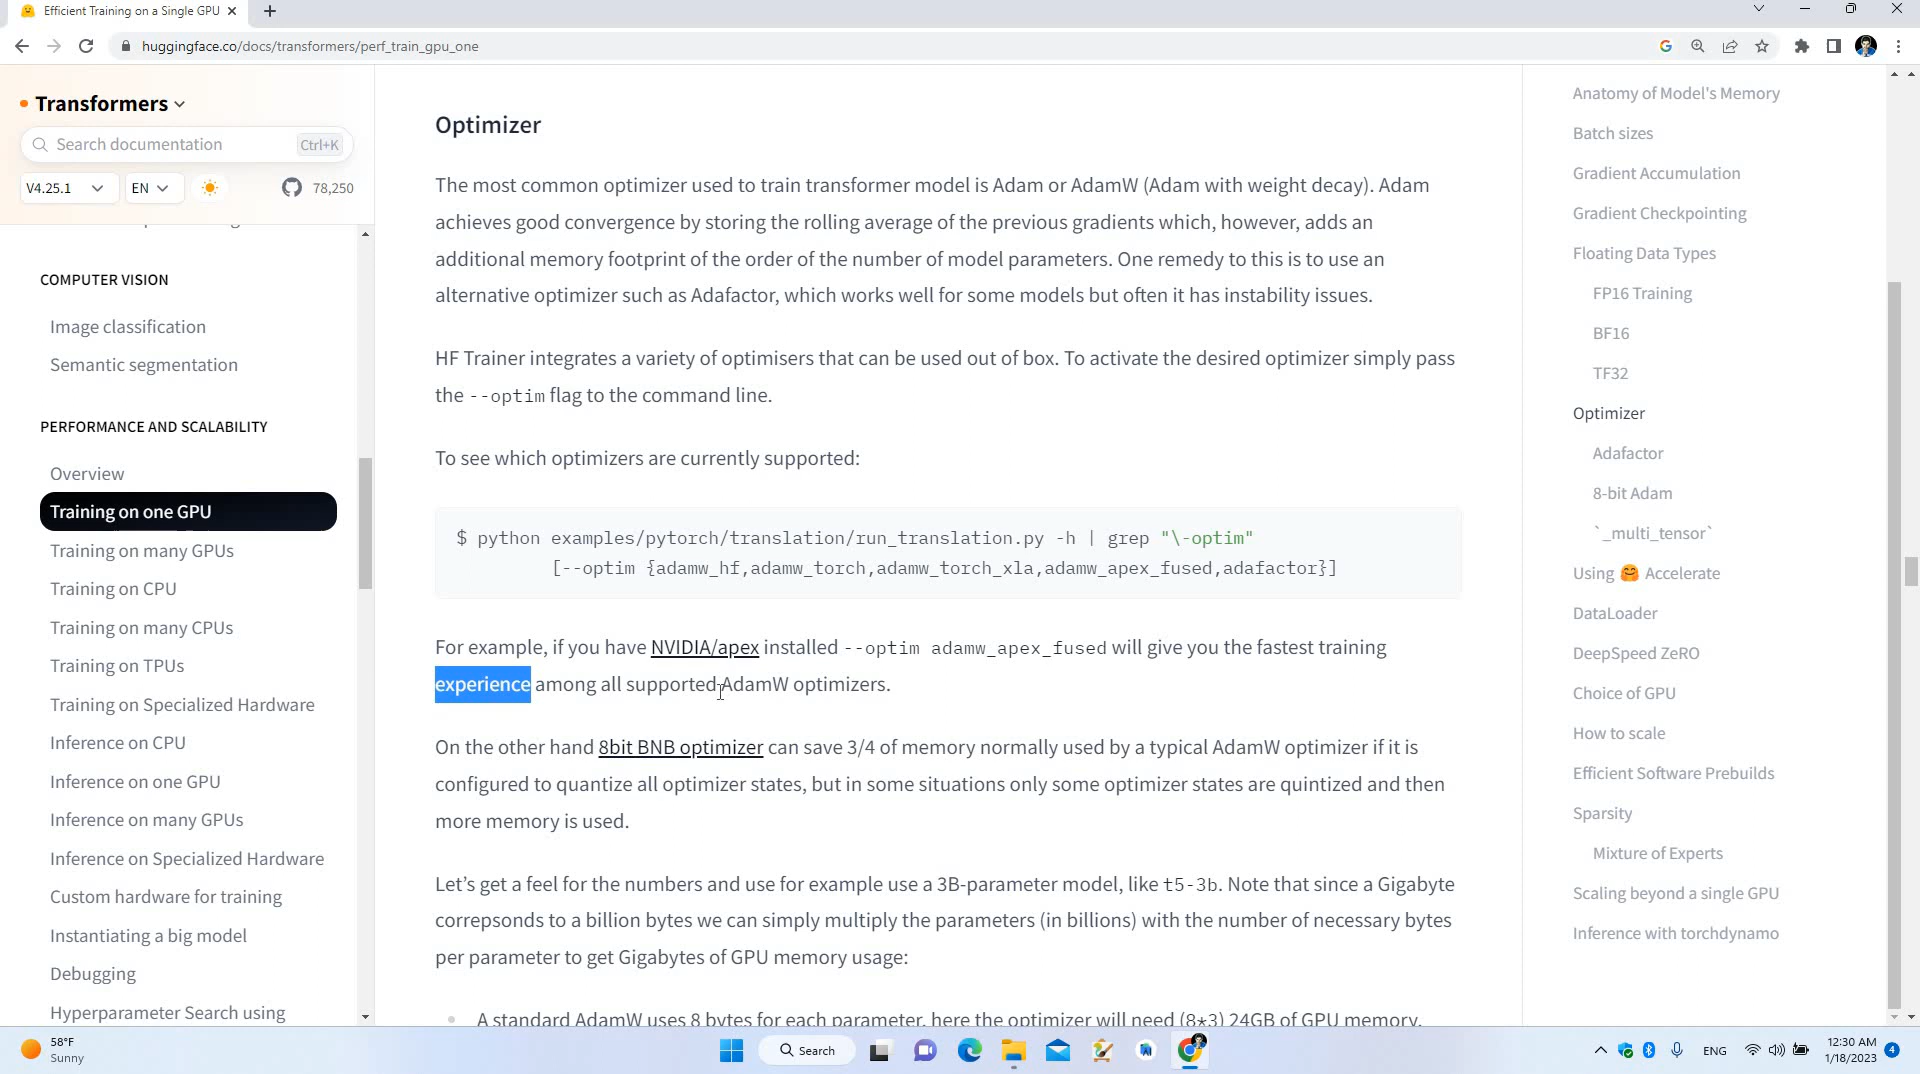 Efficient Training on a Single GPU
huggingface.co/docs/transformers/perf_train_gpu_one
Transformers
Search documentation
Ctrl+K
V4.25.1
EN
78,250
COMPUTER VISION
Image classification
Semantic segmentation
PERFORMANCE AND SCALABILITY
Overview
Training on one GPU
Training on many GPUs
Training on CPU
Training on many CPUs
Training on TPUs
Training on Specialized Hardware
Inference on CPU
Inference on one GPU
Inference on many GPUs
Inference on Specialized Hardware
Custom hardware for training
Instantiating a big model
Debugging
Hyperparameter Search using
Optimizer
The most common optimizer used to train transformer model is Adam or AdamW (Adam with weight decay). Adam
achieves good convergence by storing the rolling average of the previous gradients which, however, adds an
additional memory footprint of the order of the number of model parameters. One remedy to this is to use an
alternative optimizer such as Adafactor, which works well for some models but often it has instability issues.
HF Trainer integrates a variety of optimisers that can be used out of box. To activate the desired optimizer simply pass
the --optim flag to the command line.
To see which optimizers are currently supported:
$ python examples/pytorch/translation/run_translation.py -h | grep "\-optim"
[--optim {adamw_hf,adamw_torch,adamw_torch_xla,adamw_apex_fused,adafactor}]
For example, if you have NVIDIA/apex installed --optim adamw_apex_fused will give you the fastest training
experience among all supported AdamW optimizers.
On the other hand 8bit BNB optimizer can save 3/4 of memory normally used by a typical AdamW optimizer if it is
configured to quantize all optimizer states, but in some situations only some optimizer states are quintized and then
more memory is used.
Let’s get a feel for the numbers and use for example use a 3B-parameter model, like t5-3b. Note that since a Gigabyte
correpsonds to a billion bytes we can simply multiply the parameters (in billions) with the number of necessary bytes
per parameter to get Gigabytes of GPU memory usage:
A standard AdamW uses 8 bytes for each parameter, here the optimizer will need (8*3) 24GB of GPU memory.
Anatomy of Model's Memory
Batch sizes
Gradient Accumulation
Gradient Checkpointing
Floating Data Types
FP16 Training
BF16
TF32
Optimizer
Adafactor
8-bit Adam
`_multi_tensor`
Using 🤗 Accelerate
DataLoader
DeepSpeed ZeRO
Choice of GPU
How to scale
Efficient Software Prebuilds
Sparsity
Mixture of Experts
Scaling beyond a single GPU
Inference with torchdynamo
58°F
Sunny
Search
ENG
12:30 AM
1/18/2023
4